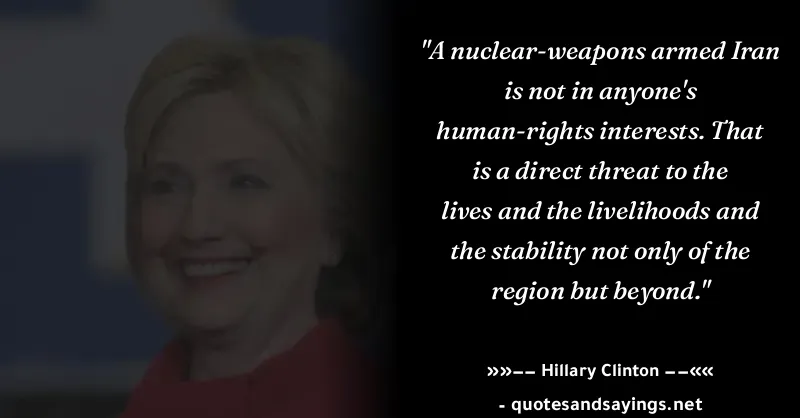 "A nuclear-weapons armed Iran
is not in anyone's
human-rights interests. That
is a direct threat to the
lives and the livelihoods and
the stability not only of the
region but beyond."
»»−− Hillary Clinton −−««
- quotesandsayings.net